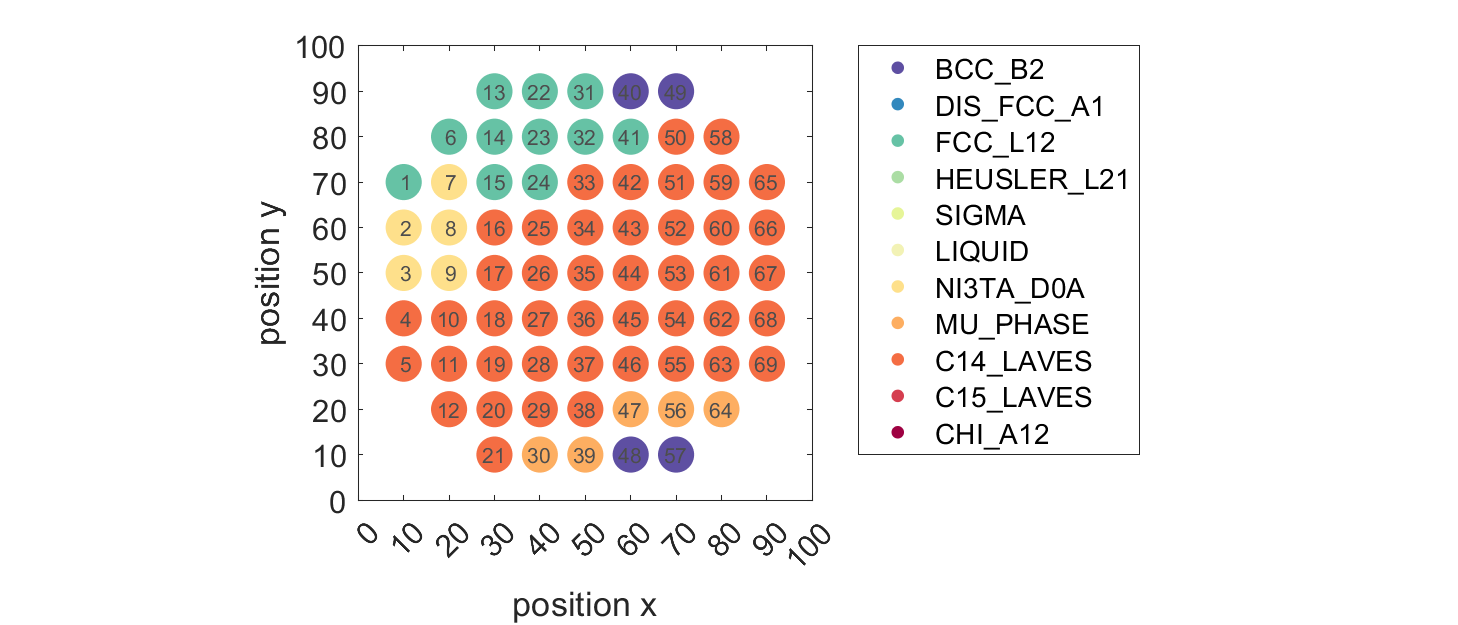 100
90
80
70
60
50
40
30
20
10
0
position y
13 22 31 40 49
6 14 23 32 41 50 58
1 7 15 24 33 42 51 59 65
2 8 16 25 34 43 52 60 66
3 9 17 26 35 44 53 61 67
4 10 18 27 36 45 54 62 68
5 11 19 28 37 46 55 63 69
12 20 29 38 47 56 64
21 30 39 48 57
0 10 20 30 40 50 60 70 80 90 100
position x
BCC_B2
DIS_FCC_A1
FCC_L12
HEUSLER_L21
SIGMA
LIQUID
NI3TA_D0A
MU_PHASE
C14_LAVES
C15_LAVES
CHI_A12